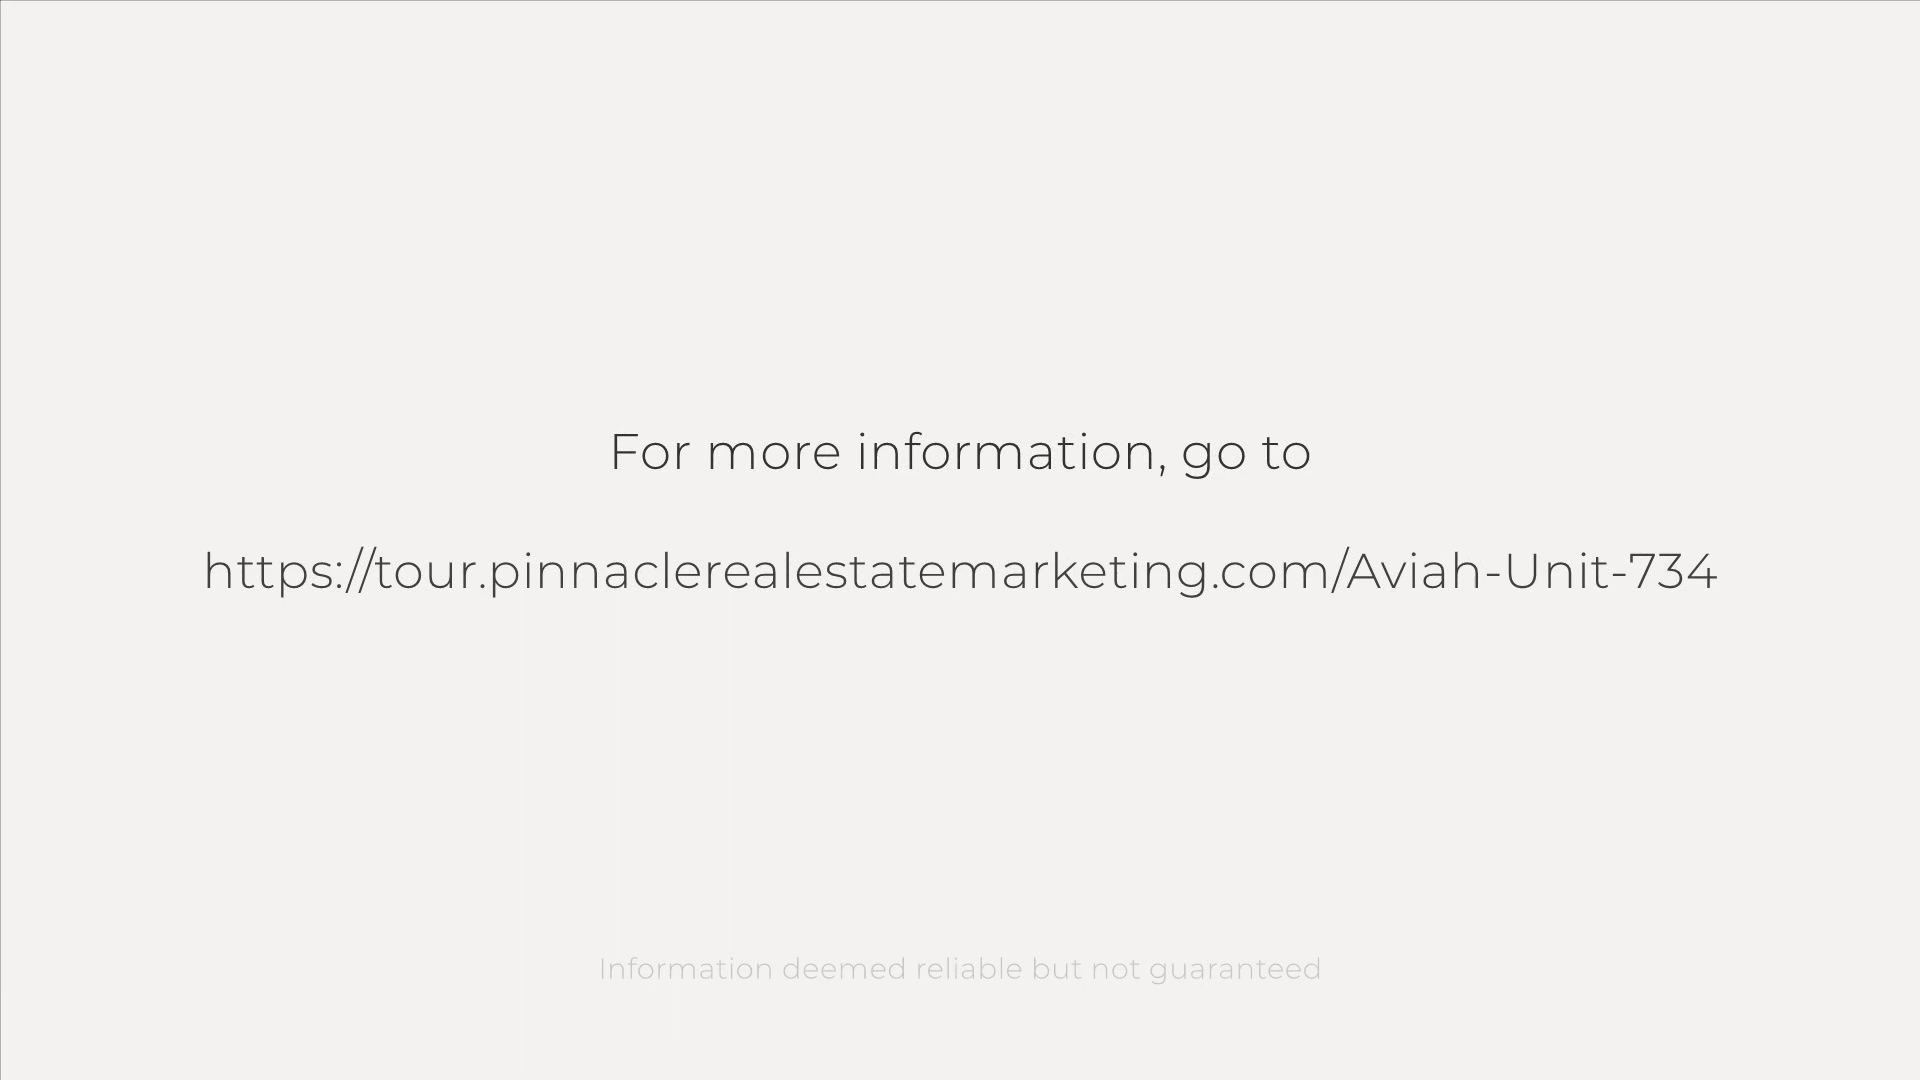 For more information, go to
https://tour.pinnaclerealestatemarketing.com/Aviah-Unit-734
Information deemed reliable but not guaranteed